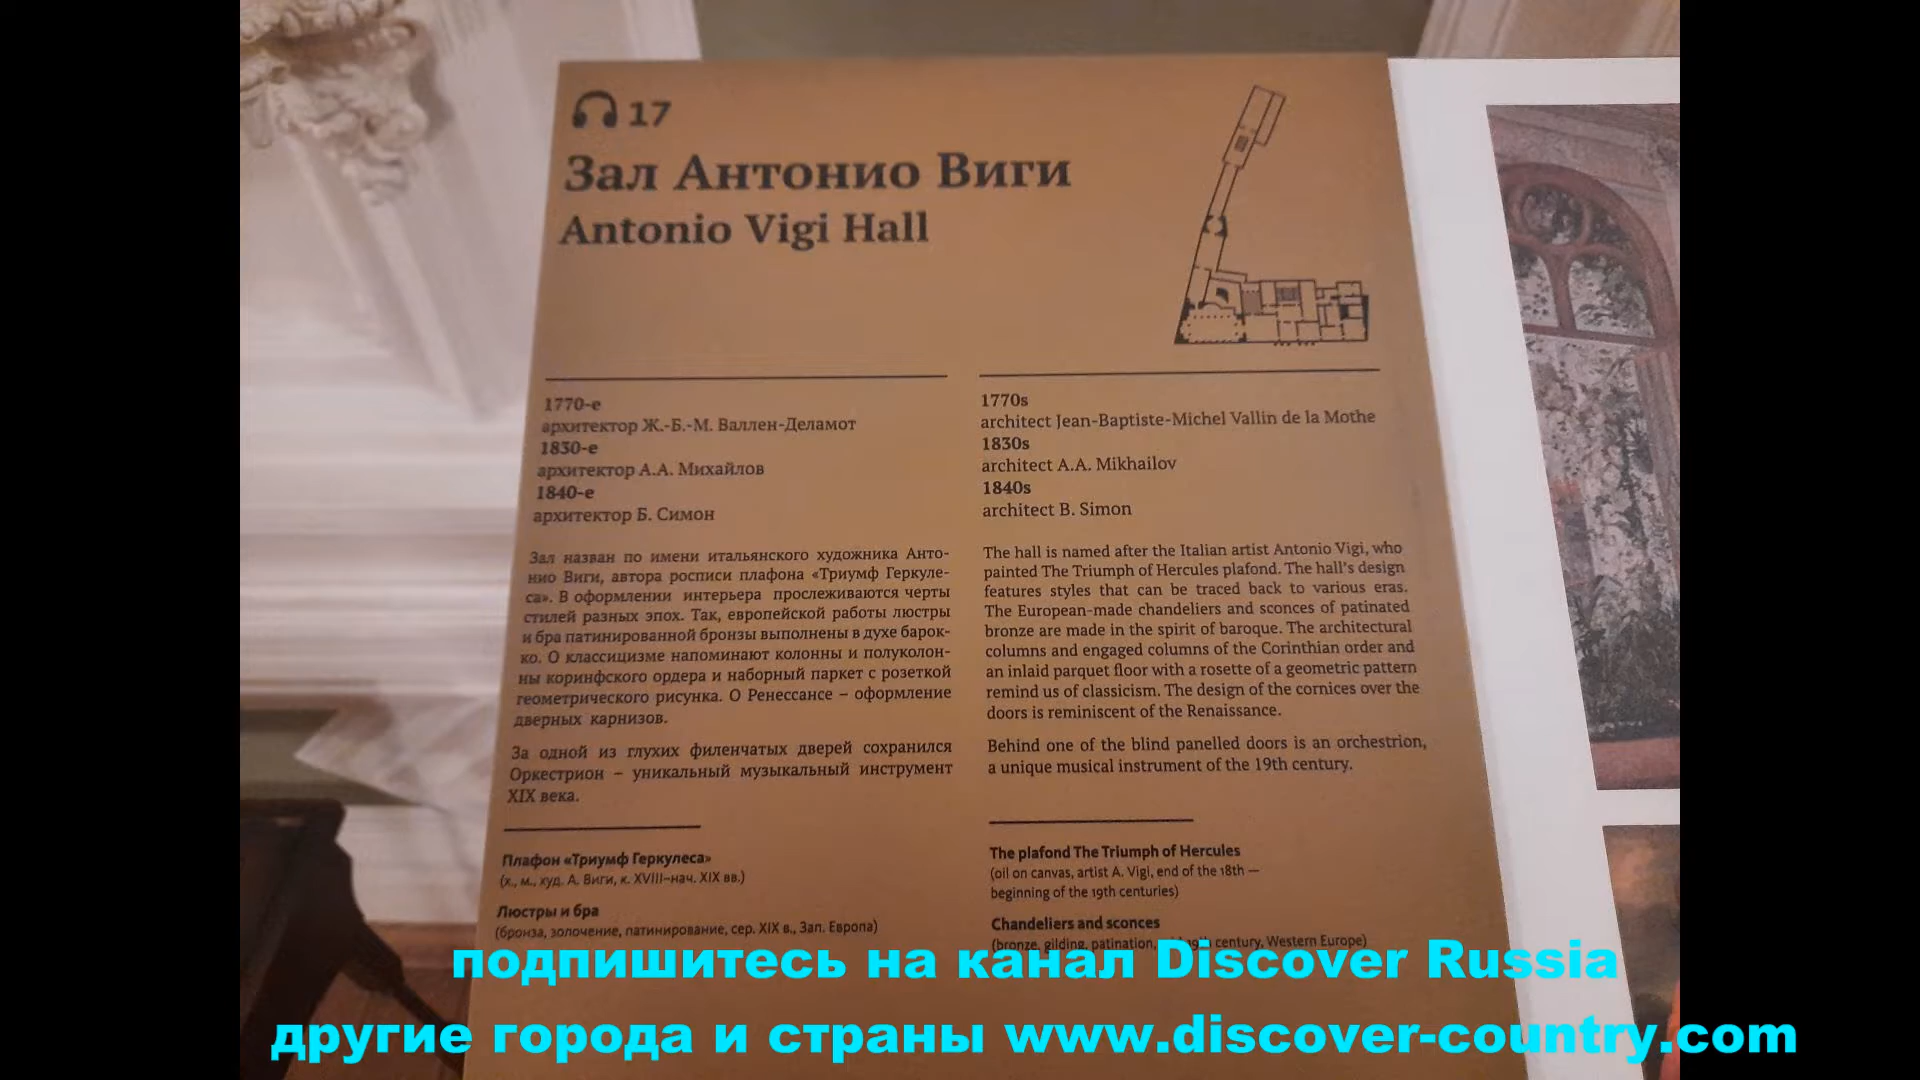 17
Зал Антонио Виги
Antonio Vigi Hall
1770-е
архитектор Ж.-Б.-М. Валлен-Деламот
1830-е
архитектор А.А. Михайлов
1840-е
архитектор Б. Симон
Зал назван по имени итальянского художника Анто-
нио Виги, автора росписи плафона «Триумф Геркуле-
са». В оформлении интерьера прослеживаются черты
стилей разных эпох. Так, европейской работы люстры
и бра патинированной бронзы выполнены в духе барок-
ко. О классицизме напоминают колонны и полуколон-
ны коринфского ордера и наборный паркет с розеткой
геометрического рисунка. О Ренессансе – оформление
дверных карнизов.
За одной из глухих филенчатых дверей сохранился
Оркестрион – уникальный музыкальный инструмент
XIX века.
Плафон «Триумф Геркулеса»
(х., м., худ. А. Виги, к. XVIII–нач. XIX вв.)
Люстры и бра
(бронза, золочение, патинирование, сер. XIX в., Зап. Европа)
1770s
architect Jean-Baptiste-Michel Vallin de la Mothe
1830s
architect A.A. Mikhailov
1840s
architect B. Simon
The hall is named after the Italian artist Antonio Vigi, who
painted The Triumph of Hercules plafond. The hall's design
features styles that can be traced back to various eras.
The European-made chandeliers and sconces of patinated
bronze are made in the spirit of baroque. The architectural
columns and engaged columns of the Corinthian order and
an inlaid parquet floor with a rosette of a geometric pattern
remind us of classicism. The design of the cornices over the
doors is reminiscent of the Renaissance.
Behind one of the blind panelled doors is an orchestrion,
a unique musical instrument of the 19th century.
The plafond The Triumph of Hercules
(oil on canvas, artist A. Vigi, end of the 18th —
beginning of the 19th centuries)
Chandeliers and sconces
(bronze, gilding, patination, 19th century, Western Europe)
подпишитесь на канал Discover Russia
другие города и страны www.discover-country.com